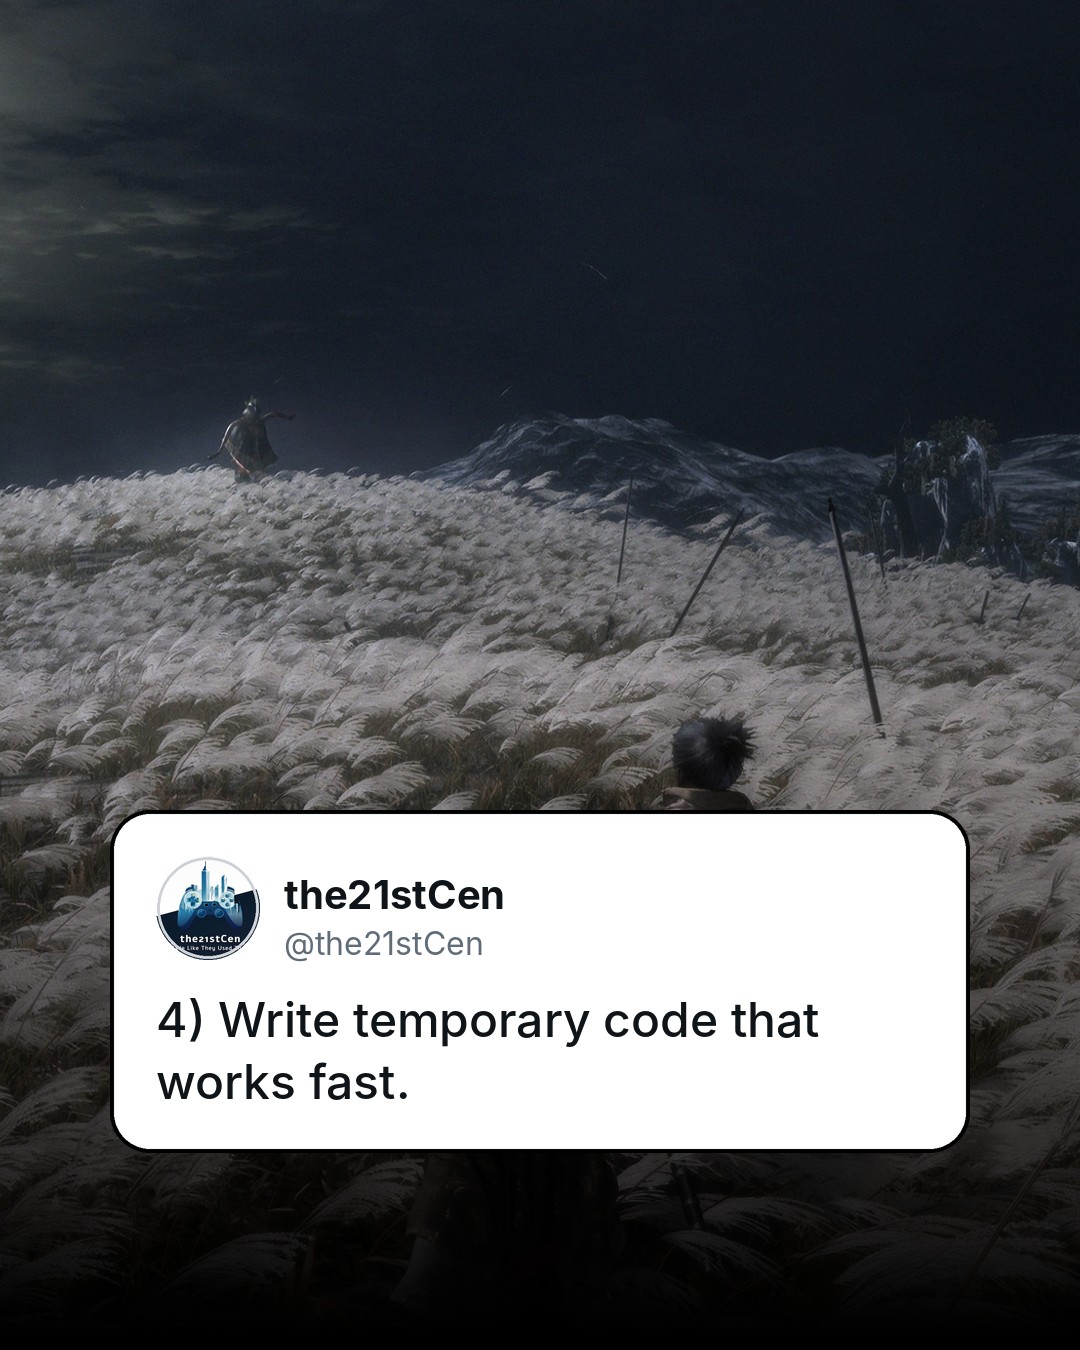 the21stCen
@the21stCen
the21stCen
4) Write temporary code that
works fast.